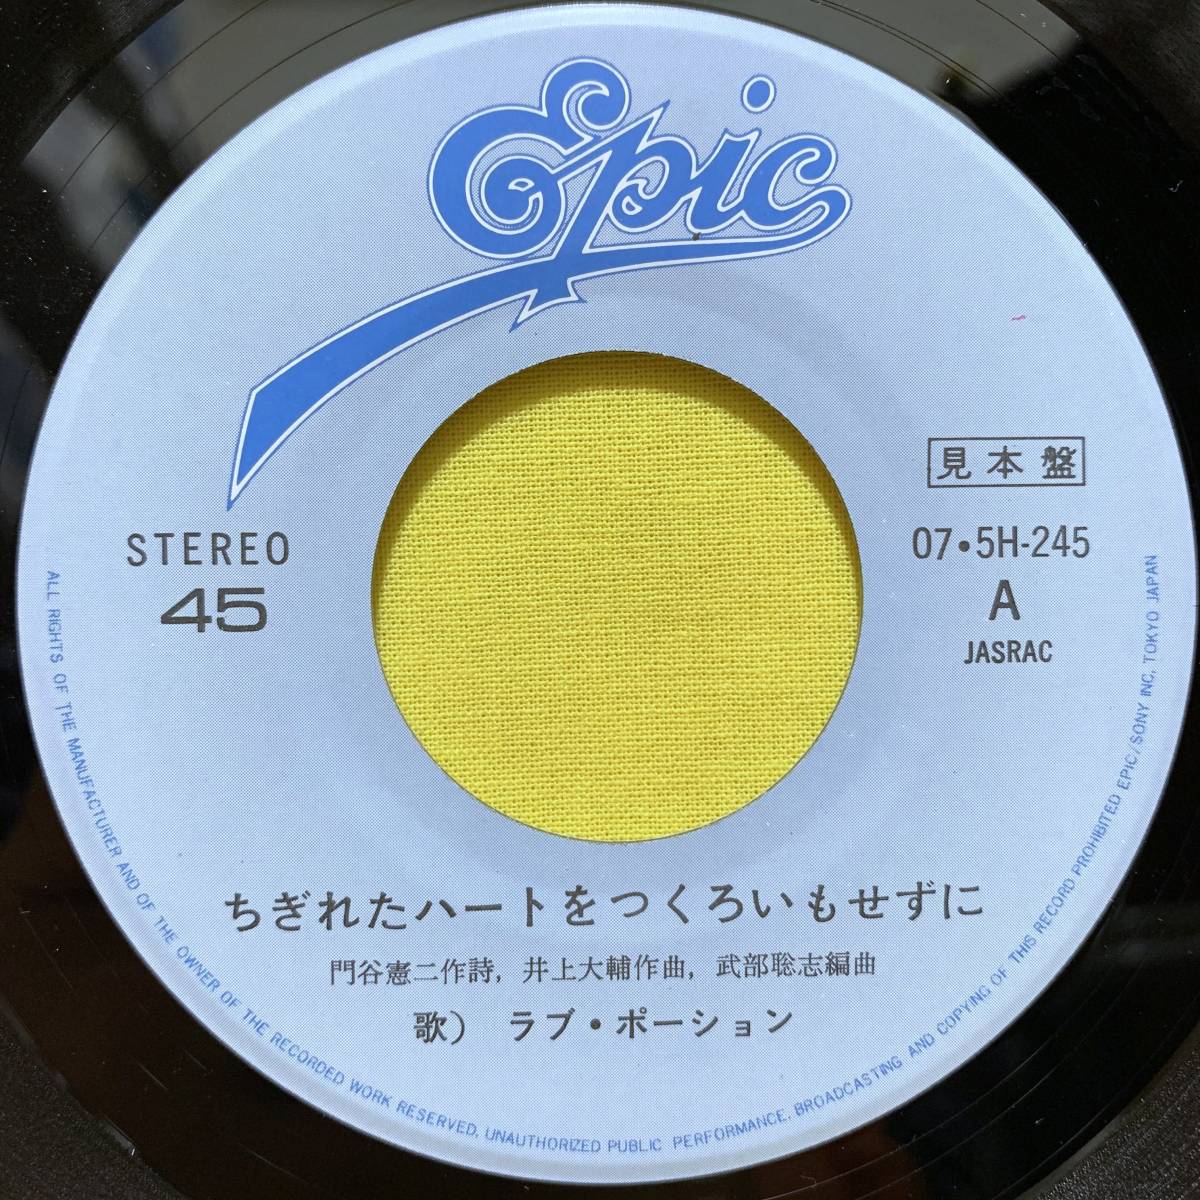 Epic
見本盤
STEREO
45
07・5H-245
A
JASRAC
ちぎれたハートをつくろいもせずに
門谷憲二作詩, 井上大輔作曲, 武部聡志編曲
歌) ラブ・ポーション
ALL RIGHTS OF THE MANUFACTURER AND OF THE OWNER OF THE RECORDED WORK RESERVED, UNAUTHORIZED PUBLIC PERFORMANCE, BROADCASTING AND COPYING OF THIS RECORD PROHIBITED EPIC/SONY INC, TOKYO JAPAN